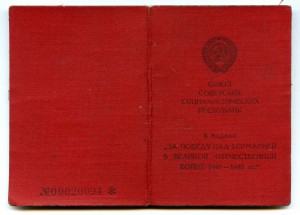 СОЮЗ
СОВЕТСКИХ
СОЦИАЛИСТИЧЕСКИХ
РЕСПУБЛИК
К МЕДАЛИ
„ЗА ПОБЕДУ НАД ГЕРМАНИЕЙ
В ВЕЛИКОЙ ОТЕЧЕСТВЕННОЙ
ВОЙНЕ 1941—1945 гг.“